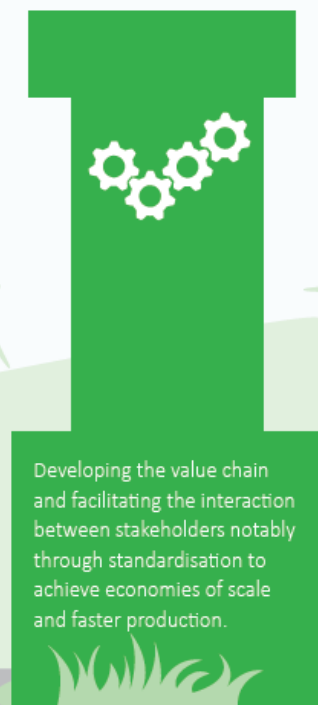 Developing the value chain
and facilitating the interaction
between stakeholders notably
through standardisation to
achieve economies of scale
and faster production.